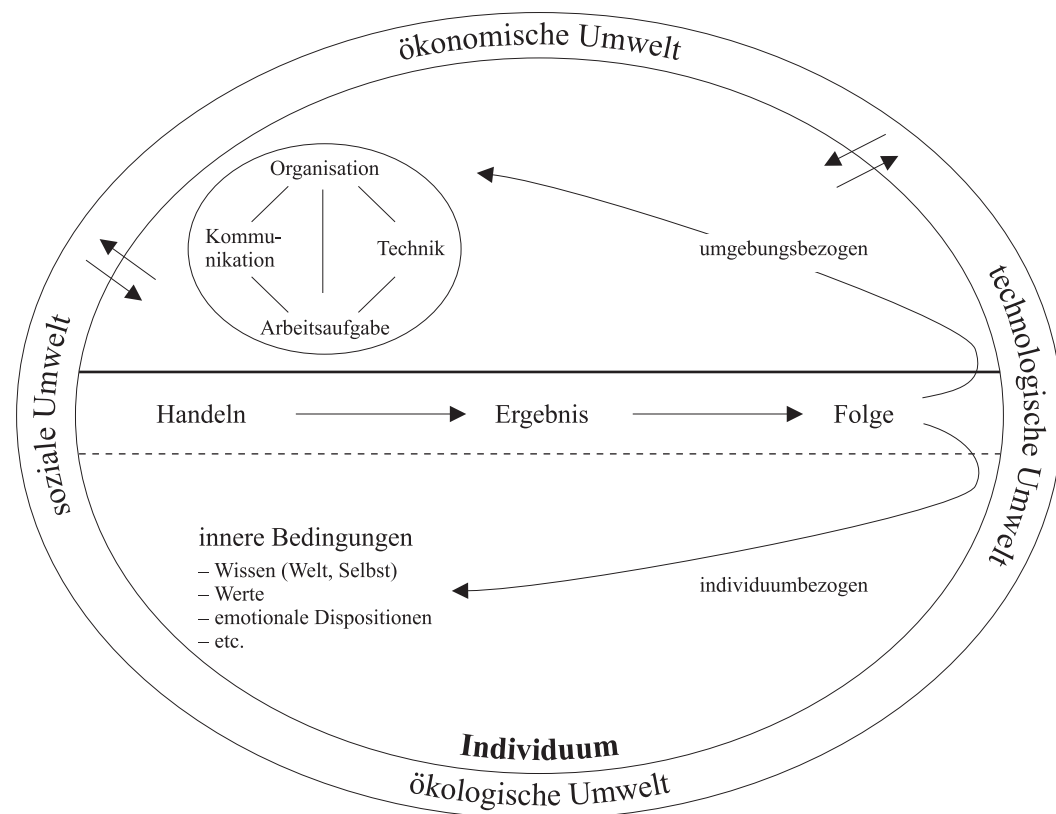 ökonomische Umwelt
Organisation
Kommu-
nikation
Technik
Arbeitsaufgabe
umgebungsbezogen
soziale Umwelt
technologische Umwelt
Handeln
Ergebnis
Folge
innere Bedingungen
– Wissen (Welt, Selbst)
– Werte
– emotionale Dispositionen
– etc.
individuumbezogen
Individuum
ökologische Umwelt